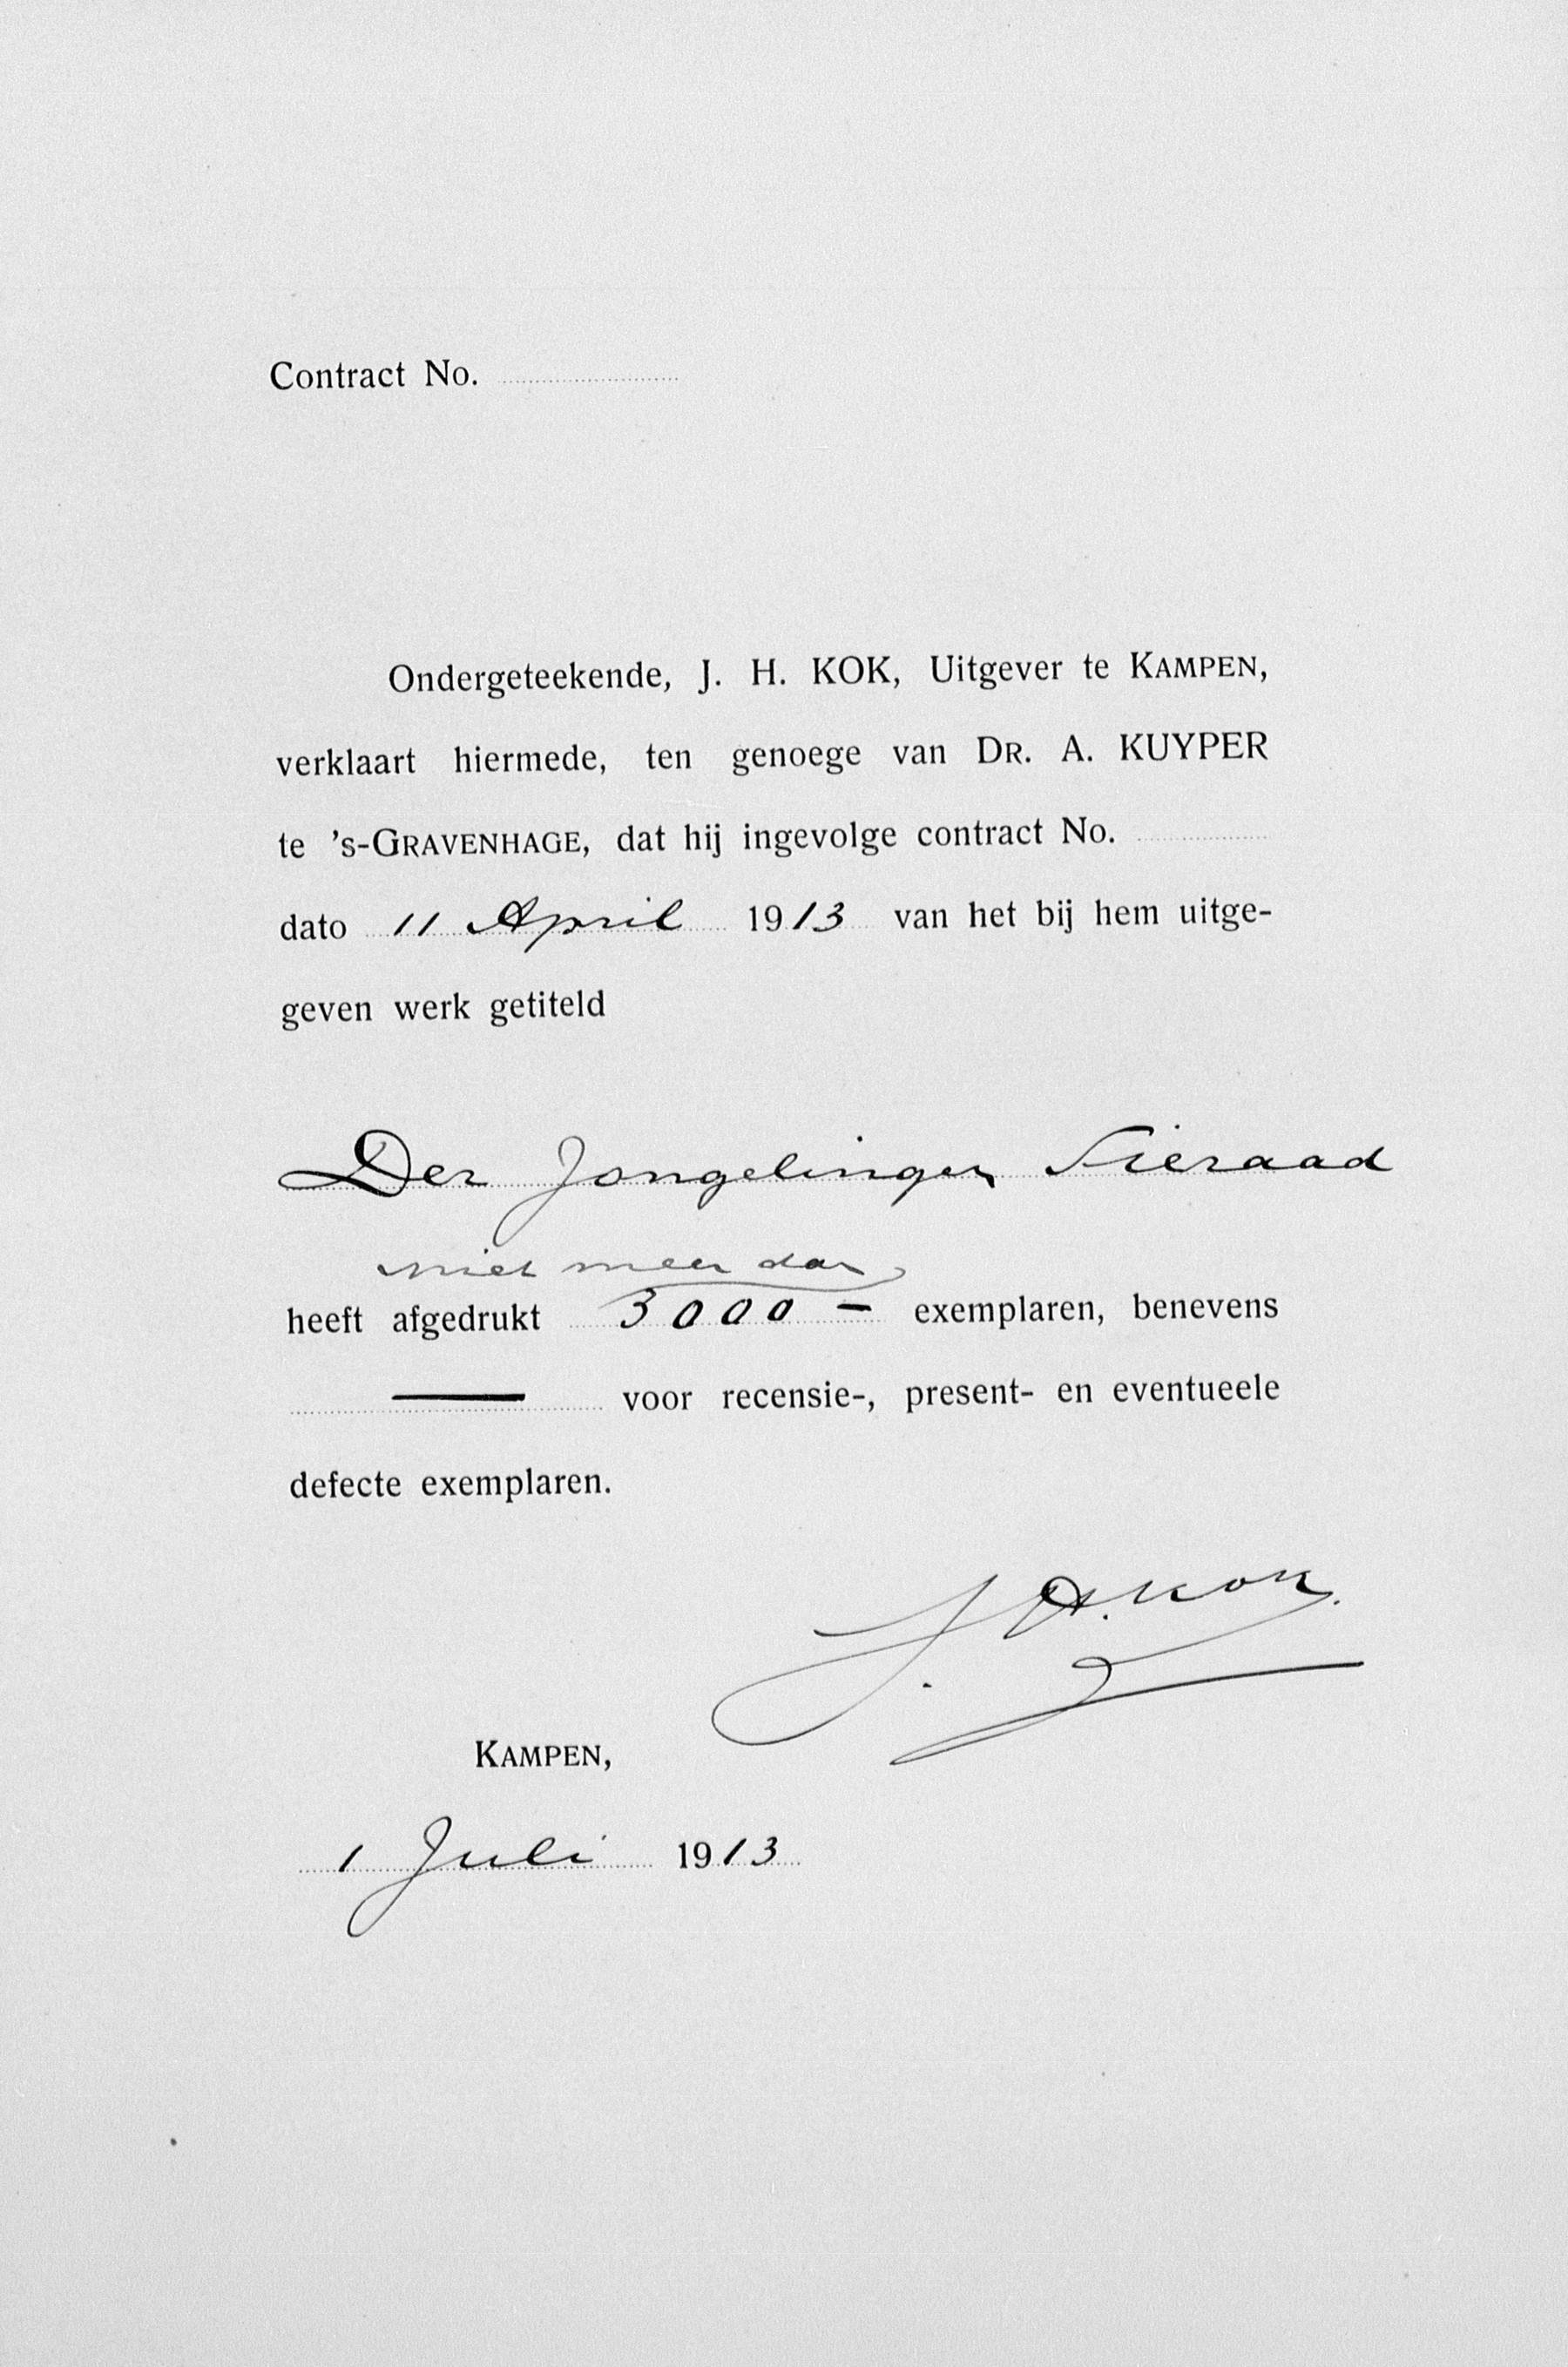 Contract No.
Ondergeteekende, J. H. KOK, Uitgever te KAMPEN,
verklaart hiermede, ten genoege van DR. A. KUYPER
te 's-GRAVENHAGE, dat hij ingevolge contract No.
dato 11 April 1913 van het bij hem uitge-
geven werk getiteld
Der Jongelingen Sieraad
niet meer dan
heeft afgedrukt 3000 — exemplaren, benevens
— voor recensie-, present- en eventueele
defecte exemplaren.
J. H. Kok.
KAMPEN,
1 Juli 1913